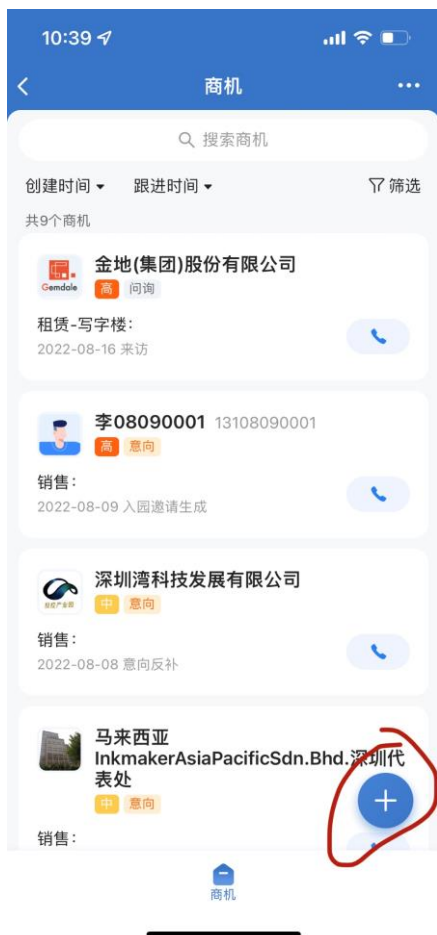 10:39
商机
搜索商机
创建时间 跟进时间 筛选
共9个商机
金地(集团)股份有限公司
Gemdale
高 问询
租赁-写字楼:
2022-08-16 来访
李08090001 13108090001
高 意向
销售:
2022-08-09 入园邀请生成
深圳湾科技发展有限公司
中 意向
销售:
2022-08-08 意向反补
马来西亚
InkmakerAsiaPacificSdn.Bhd.深圳代
表处
中 意向
销售:
商机